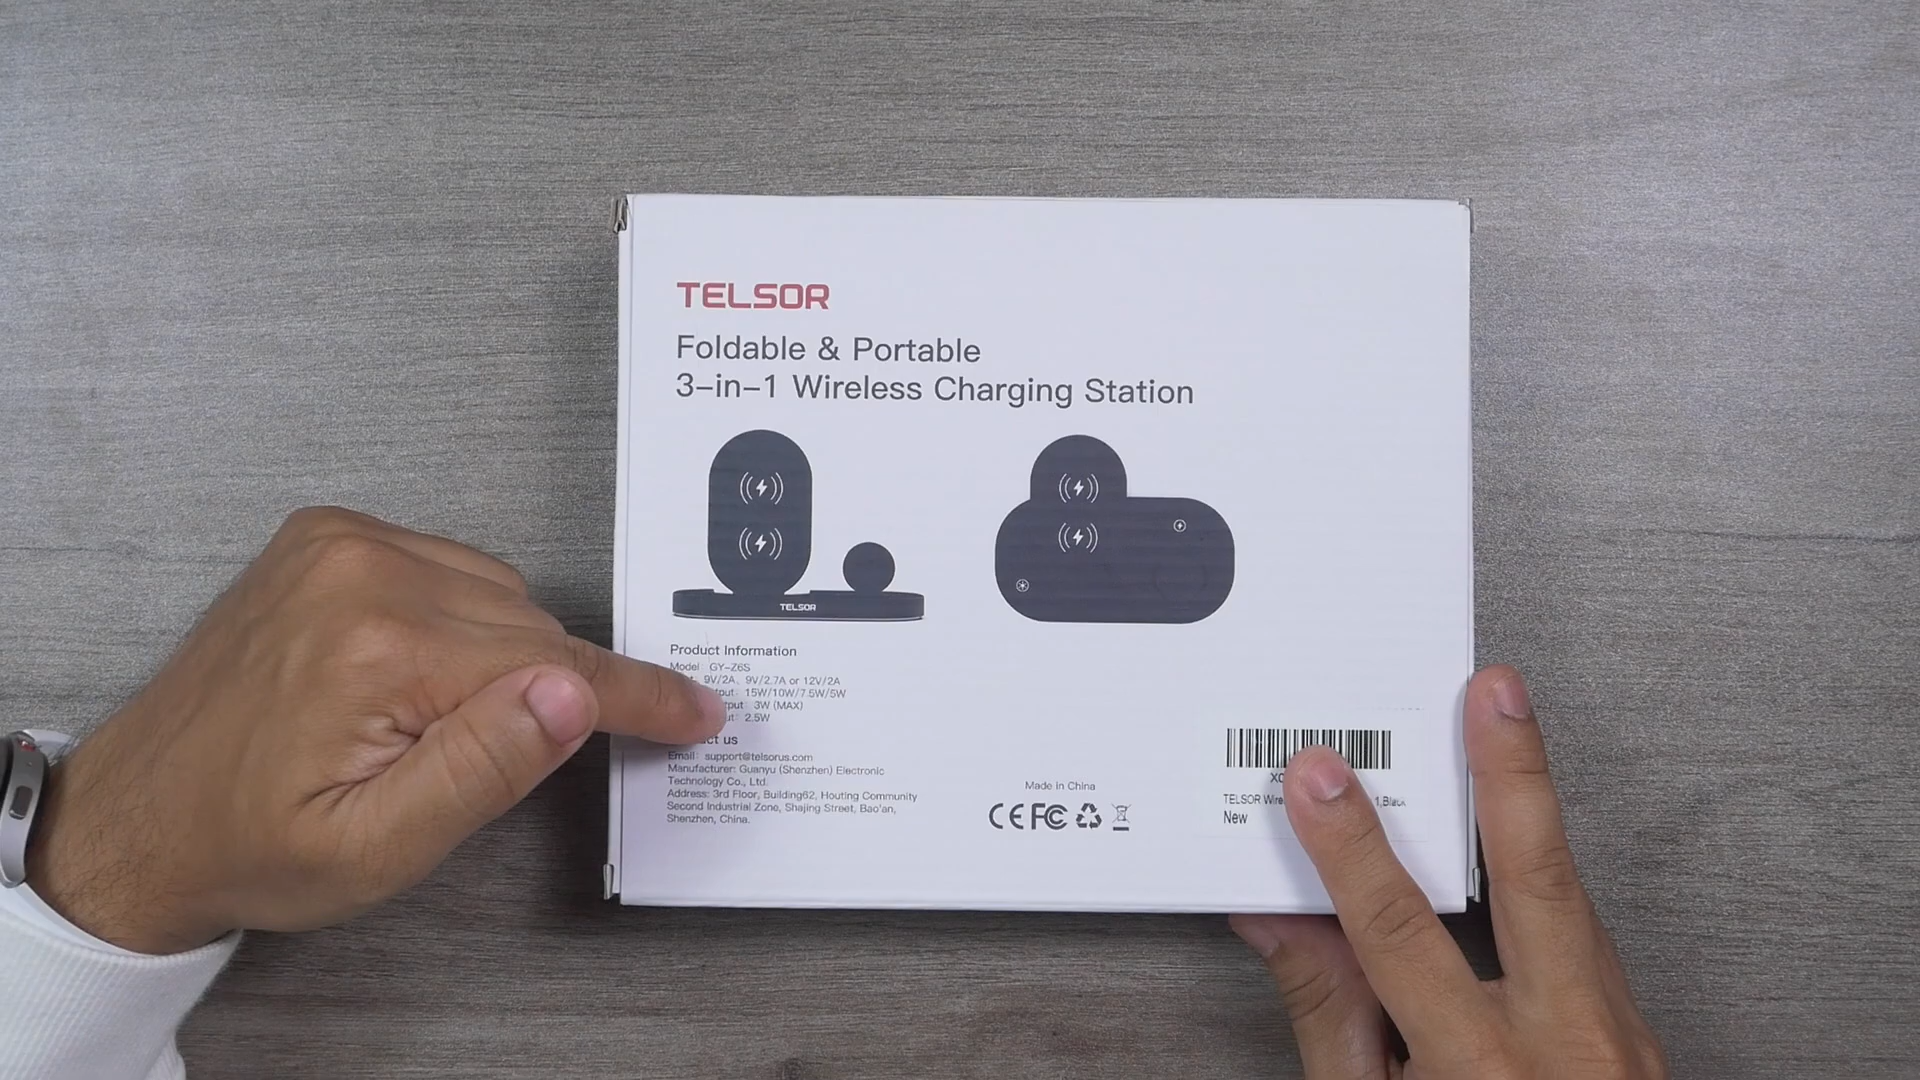 TELSOR
Foldable & Portable
3-in-1 Wireless Charging Station
TELSOR
Product Information
Model: GY-Z6S
9V/2A、9V/2.7A or 12V/2A
15W/10W/7.5W/5W
3W (MAX)
2.5W
us
Email: support@telsorus.com
Manufacturer: Guanyu (Shenzhen) Electronic
Technology Co., Ltd.
Address: 3rd Floor, Building62, Houting Community
Second Industrial Zone, Shajing Street, Bao'an,
Shenzhen, China.
Made in China
CE FC
TELSOR 1,Black
New